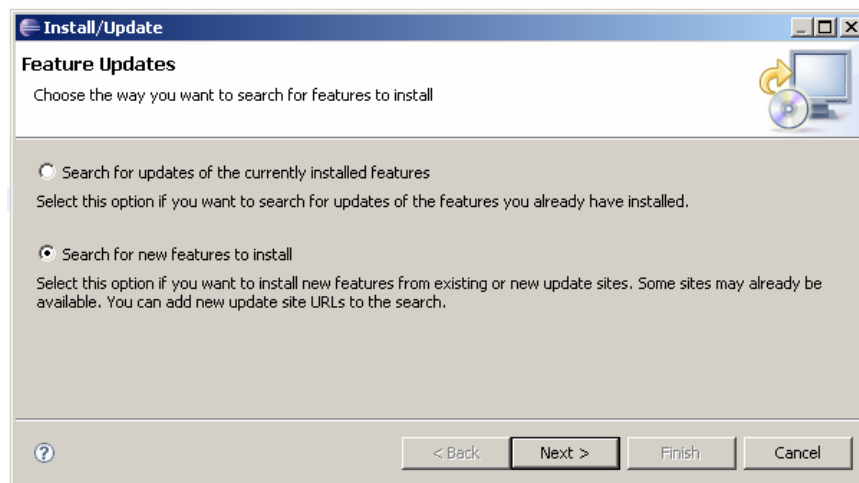 Install/Update
Feature Updates
Choose the way you want to search for features to install
Search for updates of the currently installed features
Select this option if you want to search for updates of the features you already have installed.
Search for new features to install
Select this option if you want to install new features from existing or new update sites. Some sites may already be
available. You can add new update site URLs to the search.
? < Back Next > Finish Cancel